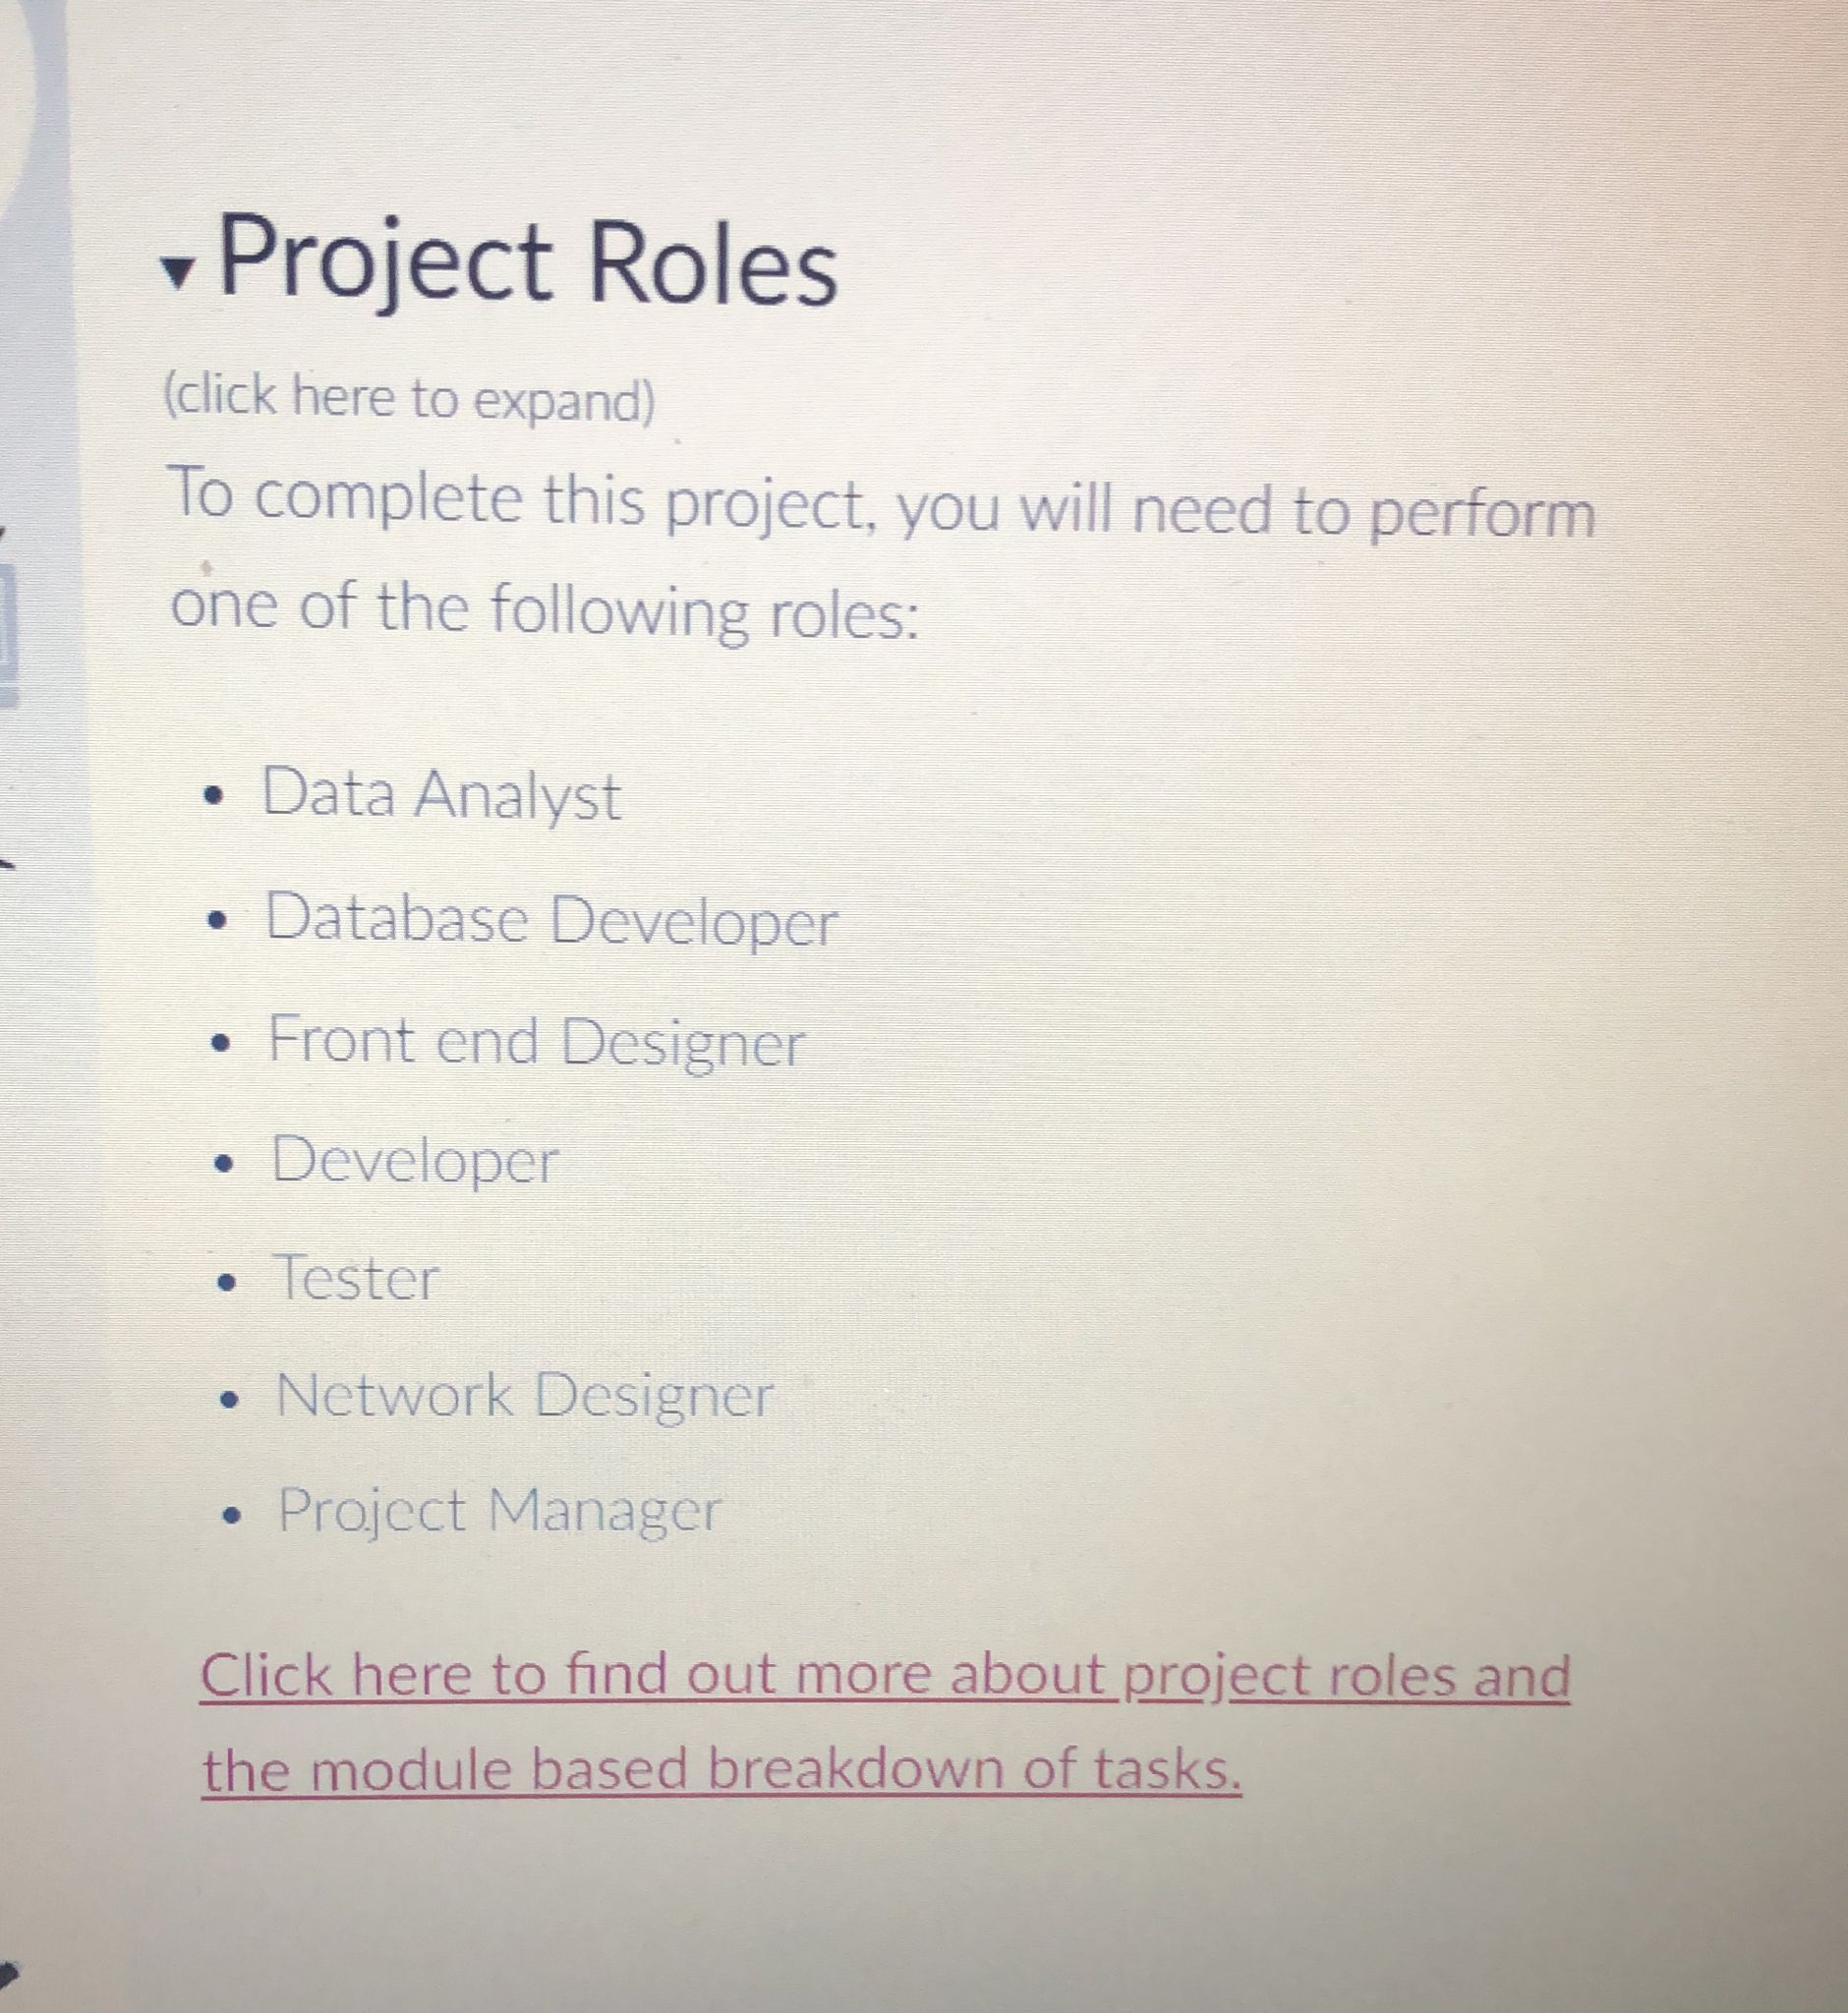 Project Roles
(click here to expand)
To complete this project, you will need to perform
one of the following roles:
Data Analyst
Database Developer
Front end Designer
Developer
Tester
Network Designer
Project Manager
Click here to find out more about project roles and
the module based breakdown of tasks.